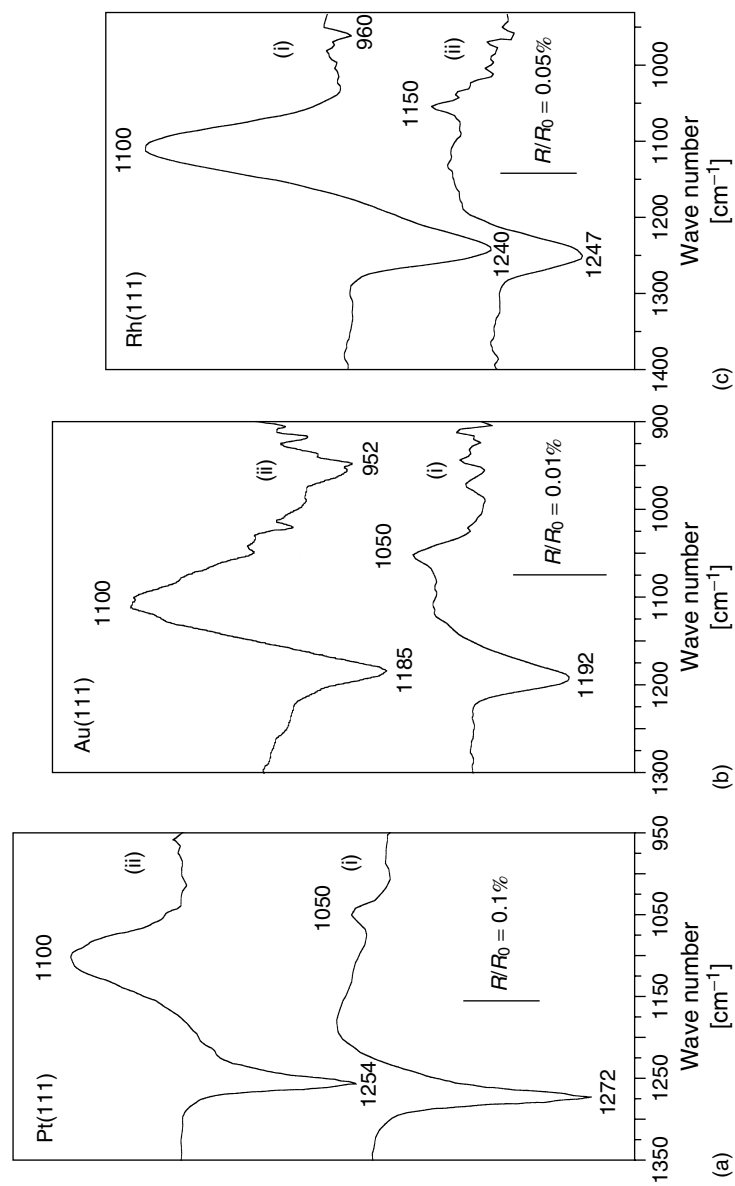 Pt(111)
1100
(ii)
1254
1050
(i)
1272
R/R0 = 0.1%
1350
1250
1150
1050
950
Wave number
[cm−1]
(a)
Au(111)
1100
(ii)
952
1185
1050
(i)
1192
R/R0 = 0.01%
1300
1200
1100
1000
900
Wave number
[cm−1]
(b)
Rh(111)
1100
(i)
960
1240
1150
(ii)
1247
R/R0 = 0.05%
1400
1300
1200
1100
1000
Wave number
[cm−1]
(c)